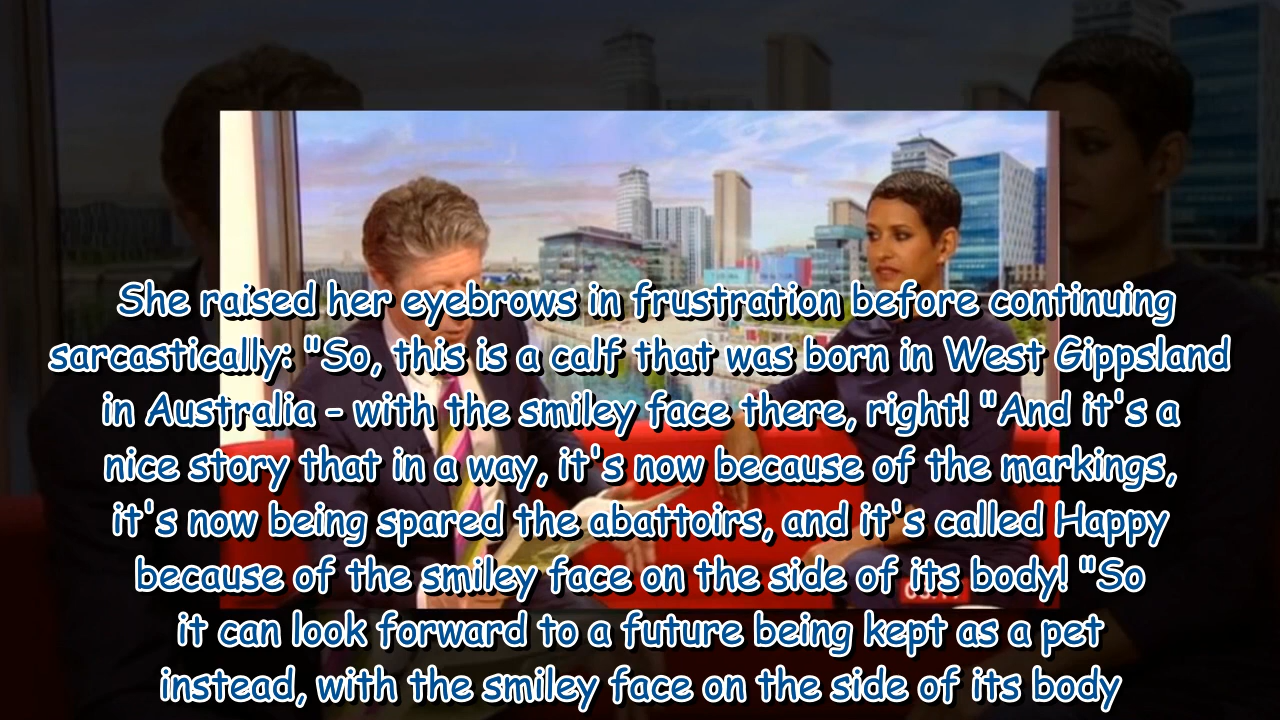 She raised her eyebrows in frustration before continuing
sarcastically: "So, this is a calf that was born in West Gippsland
in Australia - with the smiley face there, right! "And it's a
nice story that in a way, it's now because of the markings,
it's now being spared the abattoirs, and it's called Happy
because of the smiley face on the side of its body! "So
it can look forward to a future being kept as a pet
instead, with the smiley face on the side of its body